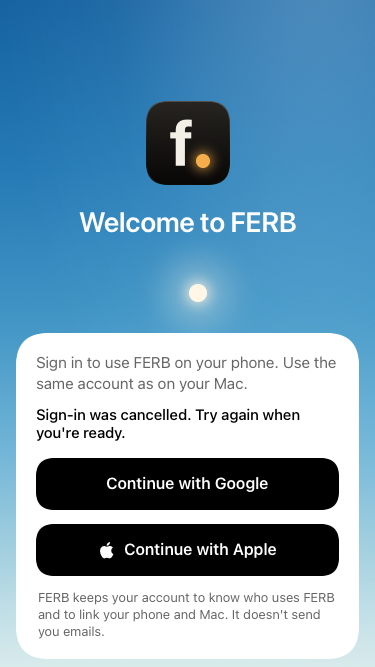 f.
Welcome to FERB
Sign in to use FERB on your phone. Use the
same account as on your Mac.
Sign-in was cancelled. Try again when
you're ready.
Continue with Google
Continue with Apple
FERB keeps your account to know who uses FERB
and to link your phone and Mac. It doesn't send
you emails.